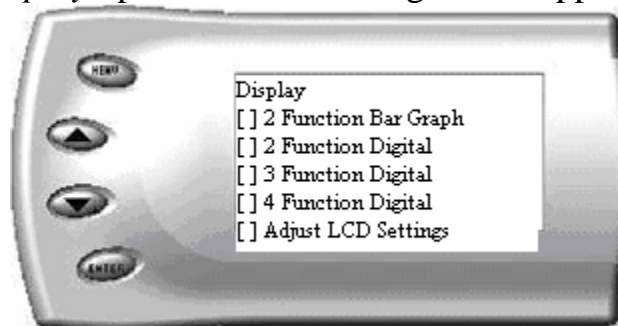 MENU
Display
[ ] 2 Function Bar Graph
[ ] 2 Function Digital
[ ] 3 Function Digital
[ ] 4 Function Digital
[ ] Adjust LCD Settings
ENTER